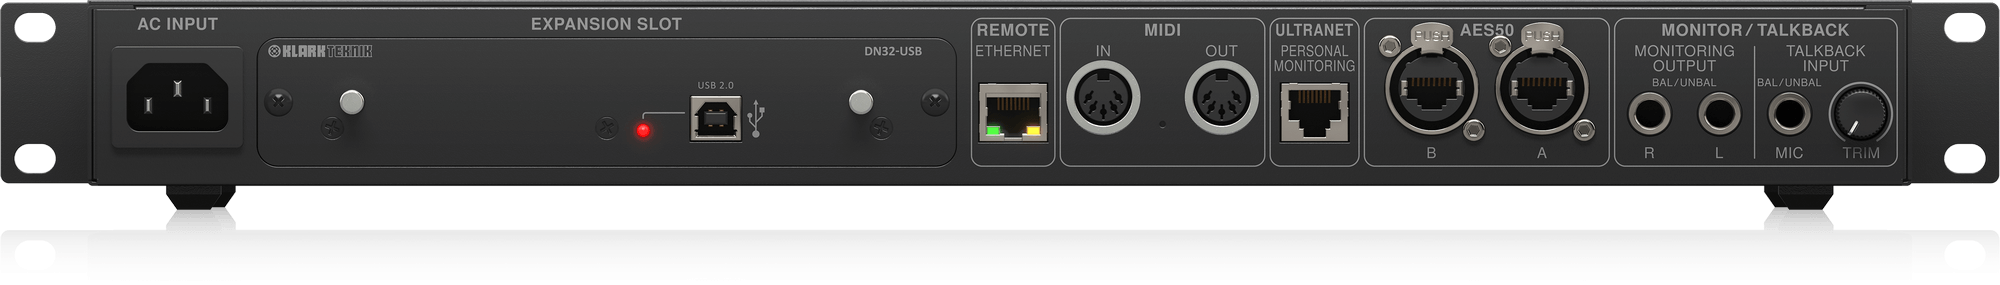 AC INPUT
EXPANSION SLOT
KLARK TEKNIK
DN32-USB
USB 2.0
REMOTE
ETHERNET
MIDI
IN
OUT
ULTRANET
PERSONAL
MONITORING
AES50
PUSH
PUSH
B
A
MONITOR / TALKBACK
MONITORING
OUTPUT
BAL/UNBAL
R
L
TALKBACK
INPUT
BAL/UNBAL
MIC
TRIM